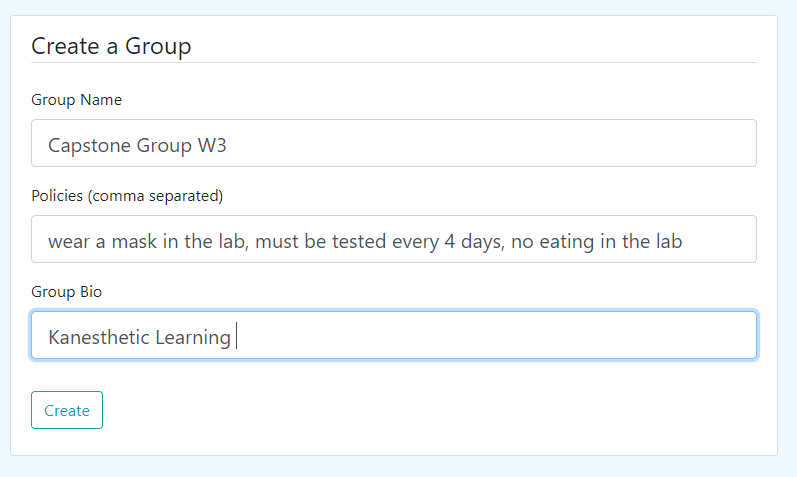 Create a Group
Group Name
Capstone Group W3
Policies (comma separated)
wear a mask in the lab, must be tested every 4 days, no eating in the lab
Group Bio
Kanesthetic Learning
Create